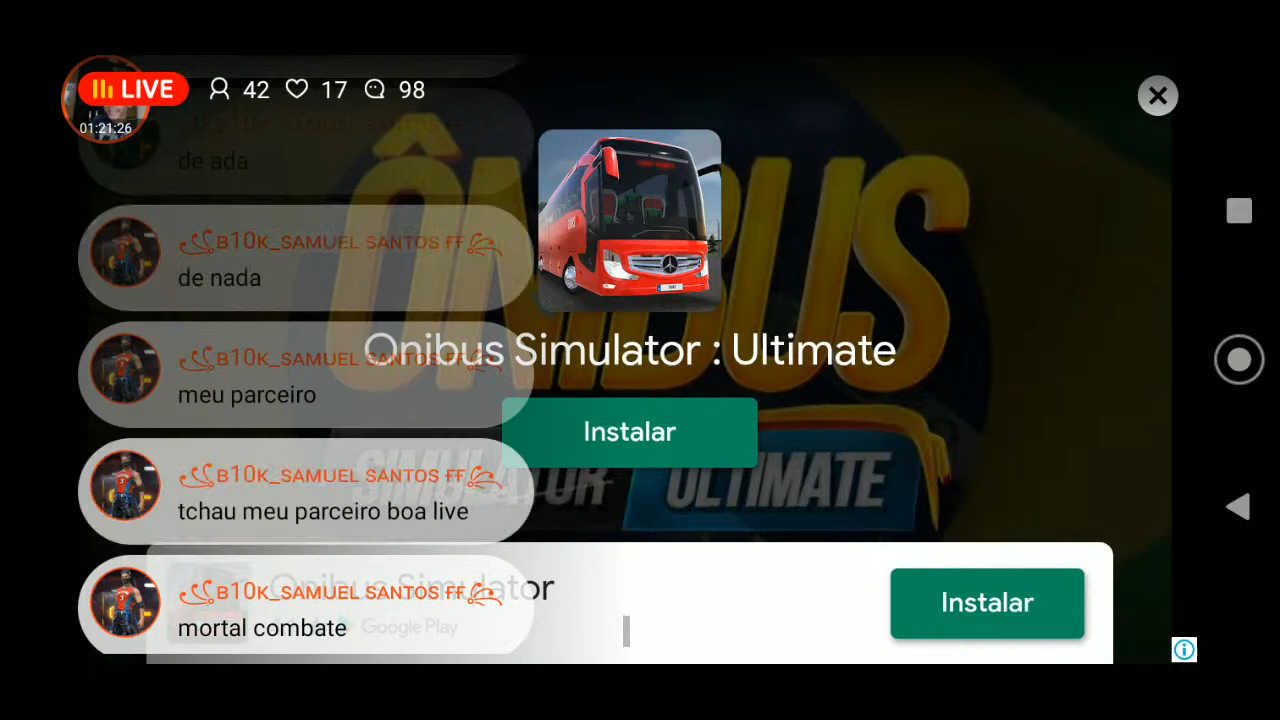 LIVE 42 17 98
01:21:26
de ada
ÔNIBUS
B10K_SAMUEL SANTOS FF
de nada
B10K_SAMUEL SANTOS FF
meu parceiro
Onibus Simulator : Ultimate
Instalar
SIMULATOR ULTIMATE
B10K_SAMUEL SANTOS FF
tchau meu parceiro boa live
Onibus Simulator
Instalar
B10K_SAMUEL SANTOS FF
mortal combate
Google Play